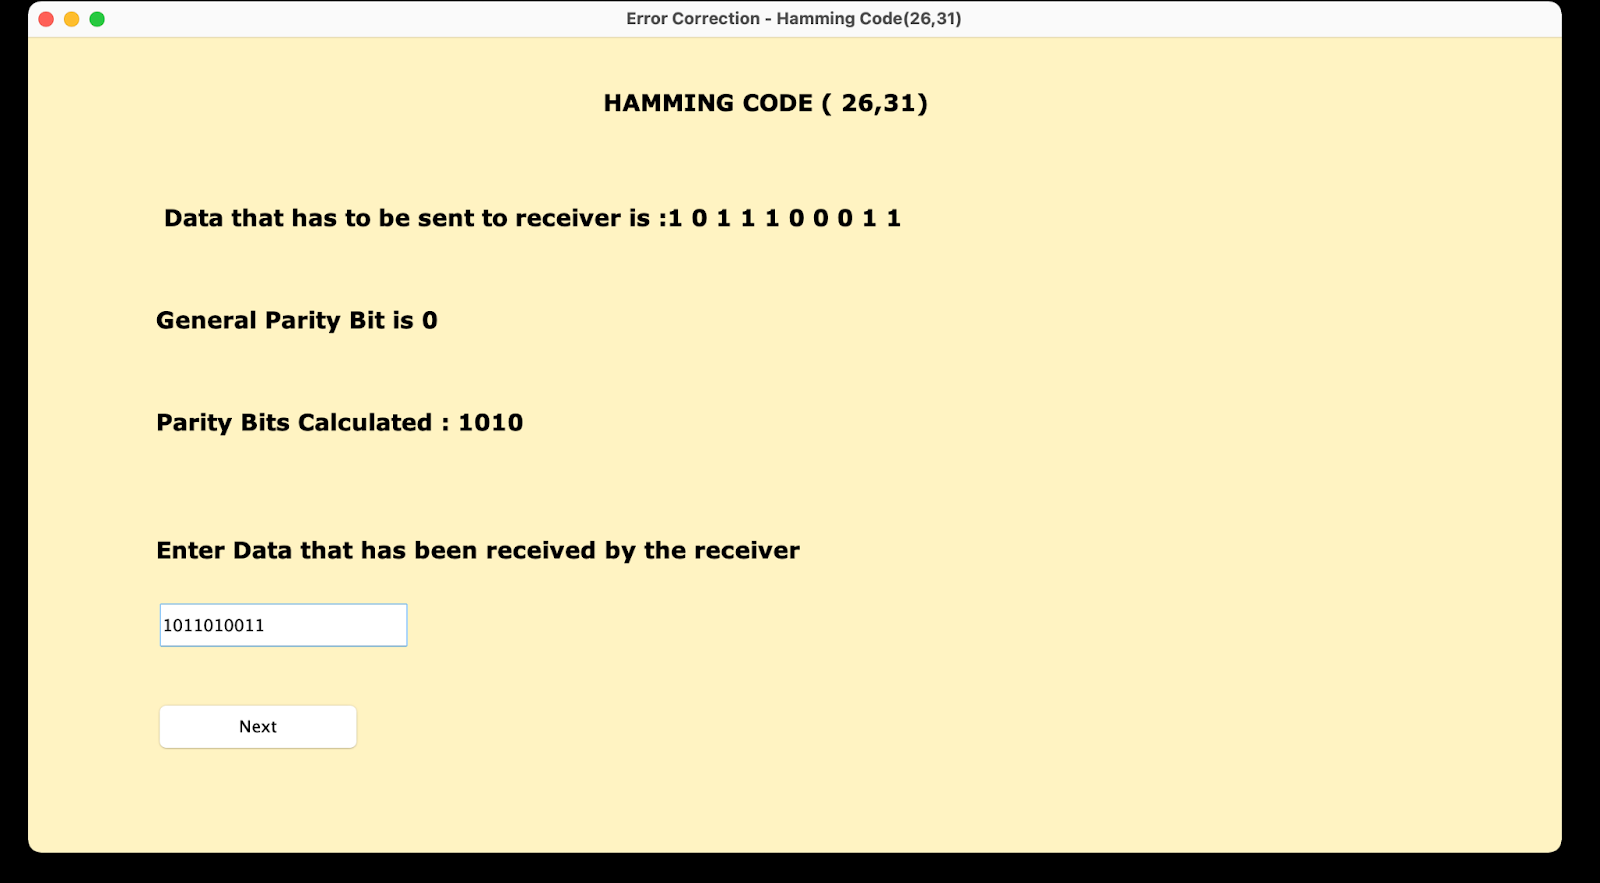 Error Correction - Hamming Code(26,31)
HAMMING CODE ( 26,31)
Data that has to be sent to receiver is :1 0 1 1 1 0 0 0 1 1
General Parity Bit is 0
Parity Bits Calculated : 1010
Enter Data that has been received by the receiver
1011010011
Next